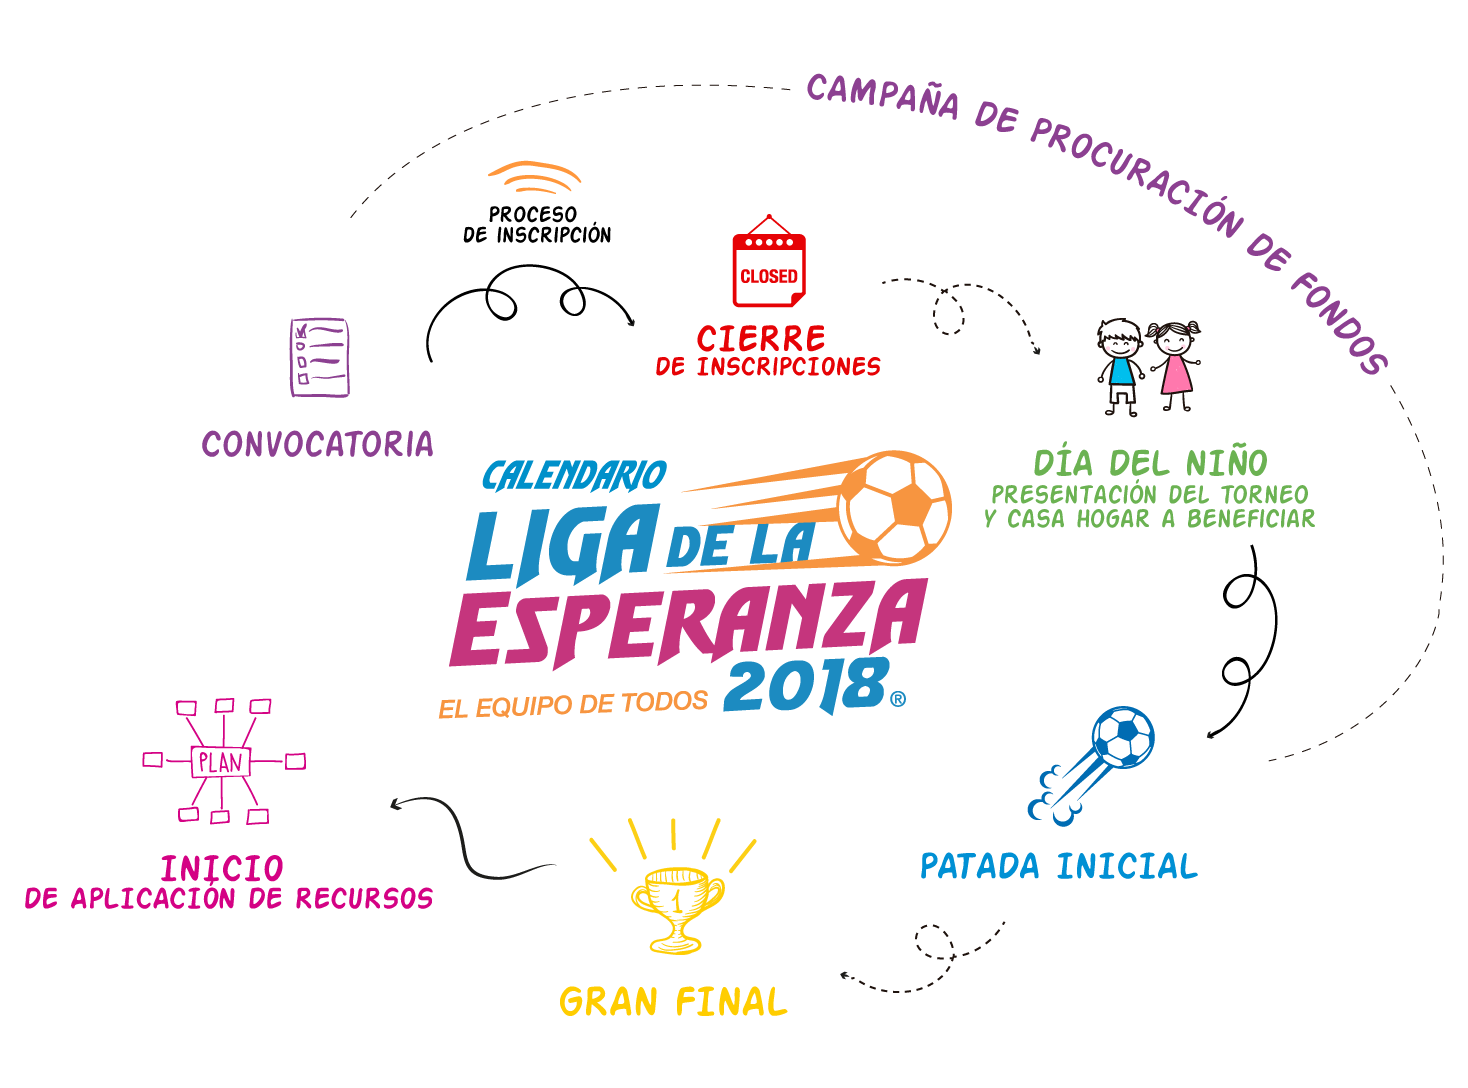 CAMPAÑA DE PROCURACIÓN DE FONDOS
PROCESO
DE INSCRIPCIÓN
CLOSED
CIERRE
DE INSCRIPCIONES
CONVOCATORIA
DÍA DEL NIÑO
PRESENTACIÓN DEL TORNEO
Y CASA HOGAR A BENEFICIAR
CALENDARIO
LIGA DE LA
ESPERANZA
EL EQUIPO DE TODOS 2018®
PLAN
INICIO
DE APLICACIÓN DE RECURSOS
PATADA INICIAL
1
GRAN FINAL